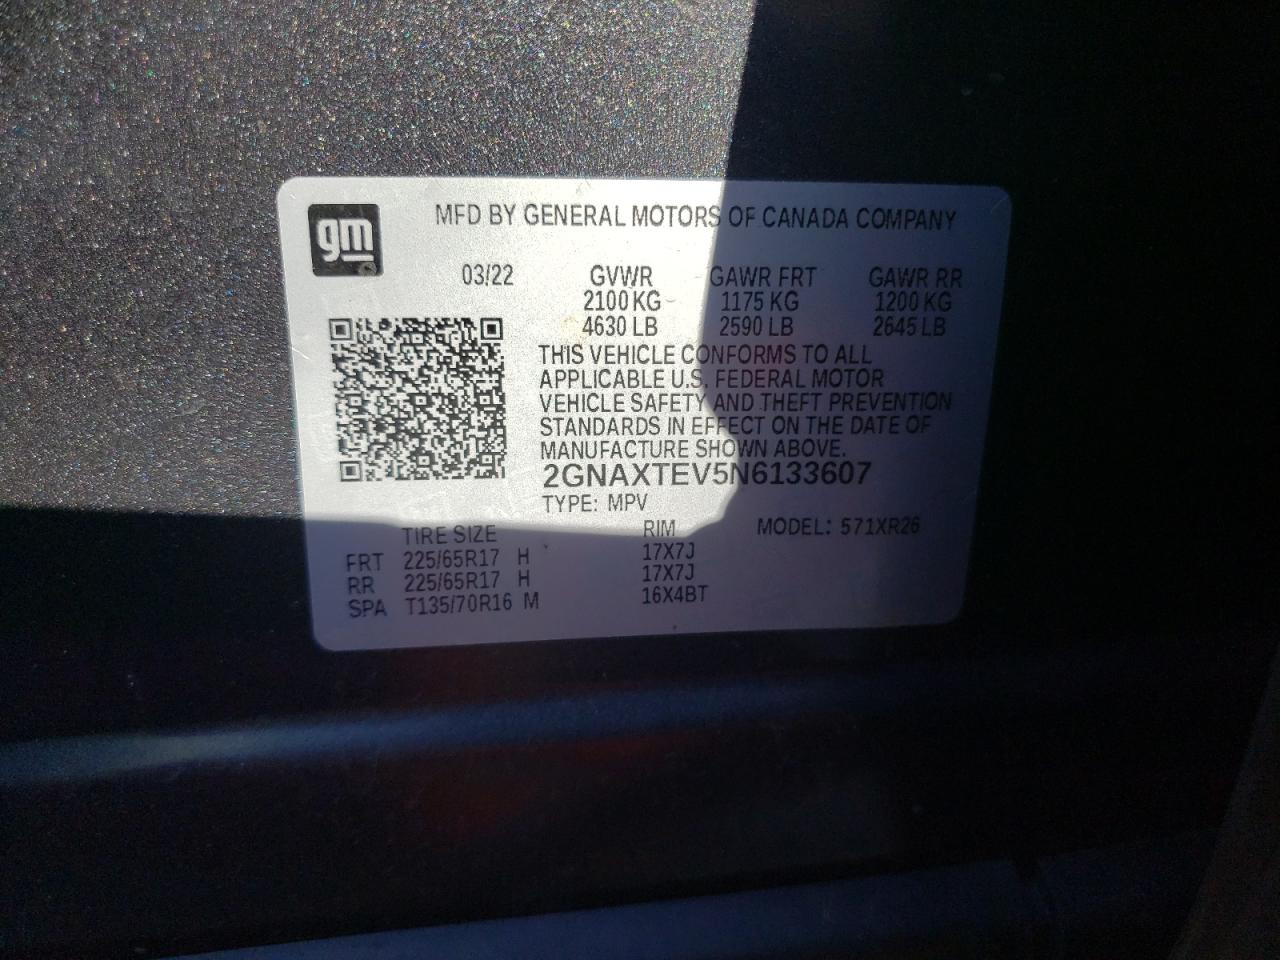 gm
MFD BY GENERAL MOTORS OF CANADA COMPANY
03/22 GVWR GAWR FRT GAWR RR
2100 KG 1175 KG 1200 KG
4630 LB 2590 LB 2645 LB
THIS VEHICLE CONFORMS TO ALL
APPLICABLE U.S. FEDERAL MOTOR
VEHICLE SAFETY AND THEFT PREVENTION
STANDARDS IN EFFECT ON THE DATE OF
MANUFACTURE SHOWN ABOVE.
2GNAXTEV5N6133607
TYPE: MPV
TIRE SIZE RIM MODEL: 571XR26
FRT 225/65R17 H 17X7J
RR 225/65R17 H 17X7J
SPA T135/70R16 M 16X4BT